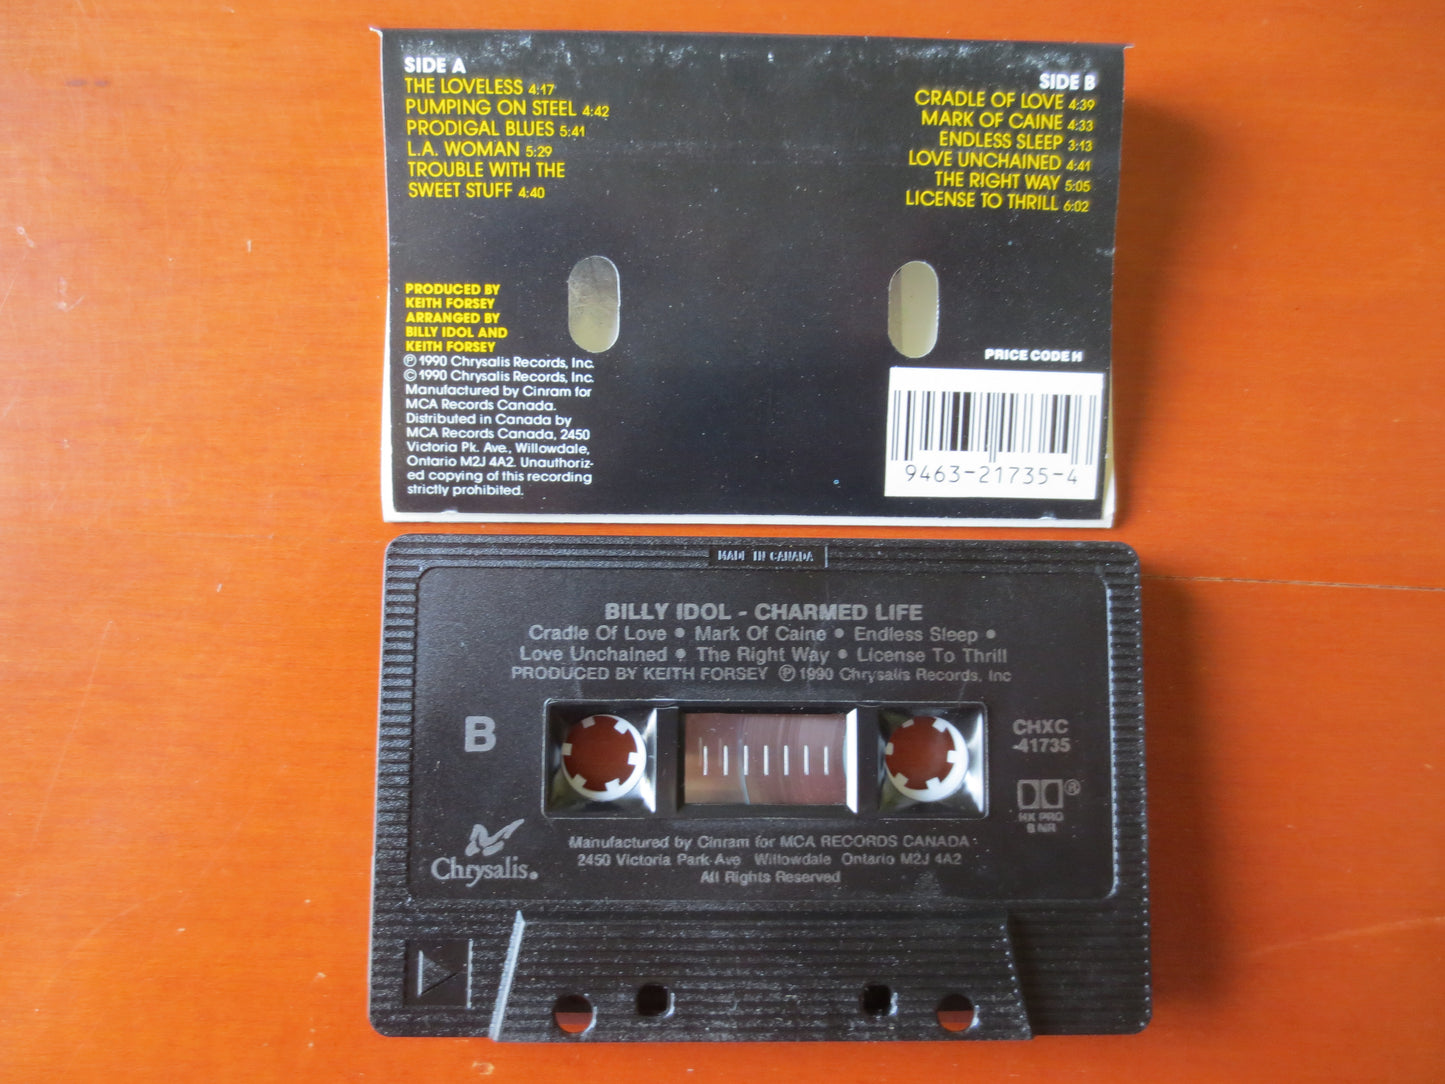 SIDE A
THE LOVELESS 4:17
PUMPING ON STEEL 4:42
PRODIGAL BLUES 5:41
L.A. WOMAN 5:29
TROUBLE WITH THE
SWEET STUFF 4:40
SIDE B
CRADLE OF LOVE 4:39
MARK OF CAINE 4:33
ENDLESS SLEEP 3:13
LOVE UNCHAINED 4:41
THE RIGHT WAY 5:05
LICENSE TO THRILL 6:02
PRODUCED BY
KEITH FORSEY
ARRANGED BY
BILLY IDOL AND
KEITH FORSEY
℗ 1990 Chrysalis Records, Inc.
© 1990 Chrysalis Records, Inc.
Manufactured by Cinram for
MCA Records Canada.
Distributed in Canada by
MCA Records Canada, 2450
Victoria Pk. Ave., Willowdale,
Ontario M2J 4A2. Unauthoriz-
ed copying of this recording
strictly prohibited.
PRICE CODE H
9463-21735-4
MADE IN CANADA
BILLY IDOL - CHARMED LIFE
Cradle Of Love • Mark Of Caine • Endless Sleep •
Love Unchained • The Right Way • License To Thrill
PRODUCED BY KEITH FORSEY ℗ 1990 Chrysalis Records, Inc
B
CHXC
-41735
®
HX PRO
B NR
Chrysalis.
Manufactured by Cinram for MCA RECORDS CANADA
2450 Victoria Park Ave Willowdale Ontario M2J 4A2
All Rights Reserved